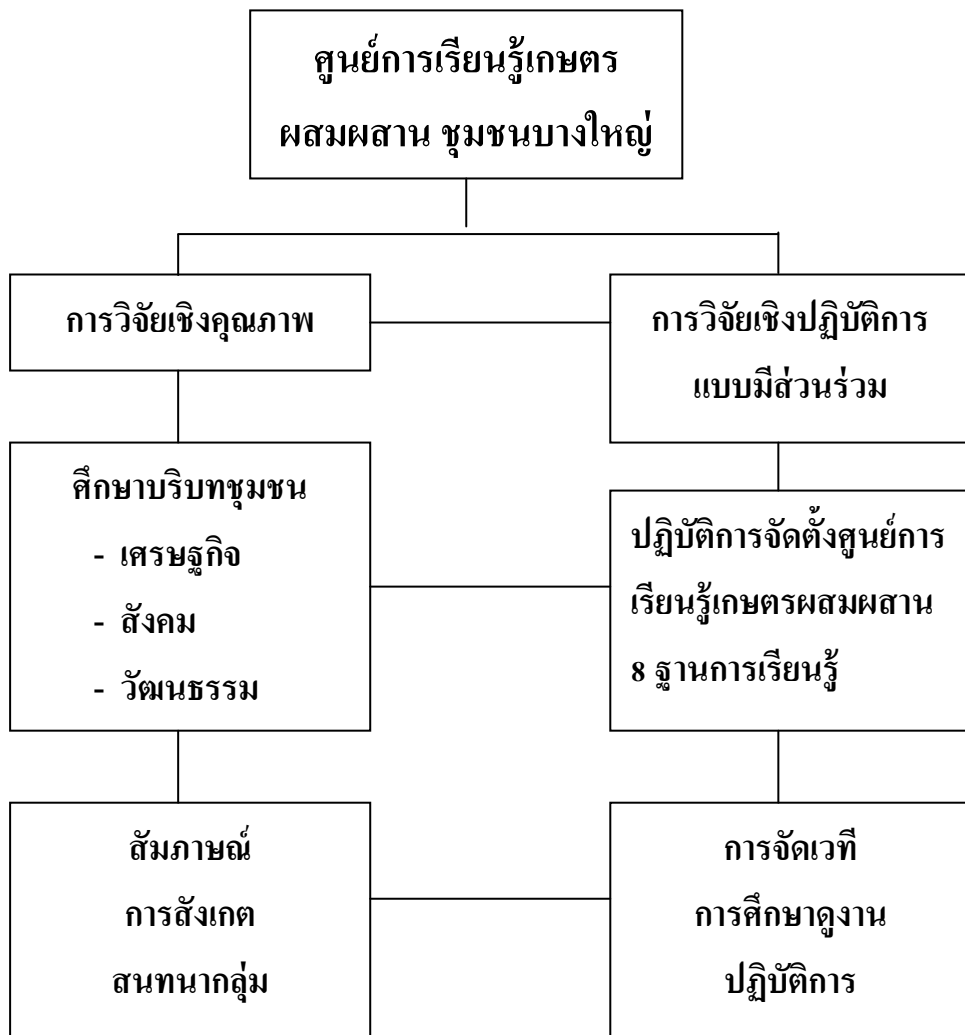 ศูนย์การเรียนรู้เกษตร
ผสมผสาน ชุมชนบางใหญ่
การวิจัยเชิงคุณภาพ
การวิจัยเชิงปฏิบัติการ
แบบมีส่วนร่วม
ศึกษาบริบทชุมชน
- เศรษฐกิจ
- สังคม
- วัฒนธรรม
ปฏิบัติการจัดตั้งศูนย์การ
เรียนรู้เกษตรผสมผสาน
8 ฐานการเรียนรู้
สัมภาษณ์
การสังเกต
สนทนากลุ่ม
การจัดเวที
การศึกษาดูงาน
ปฏิบัติการ